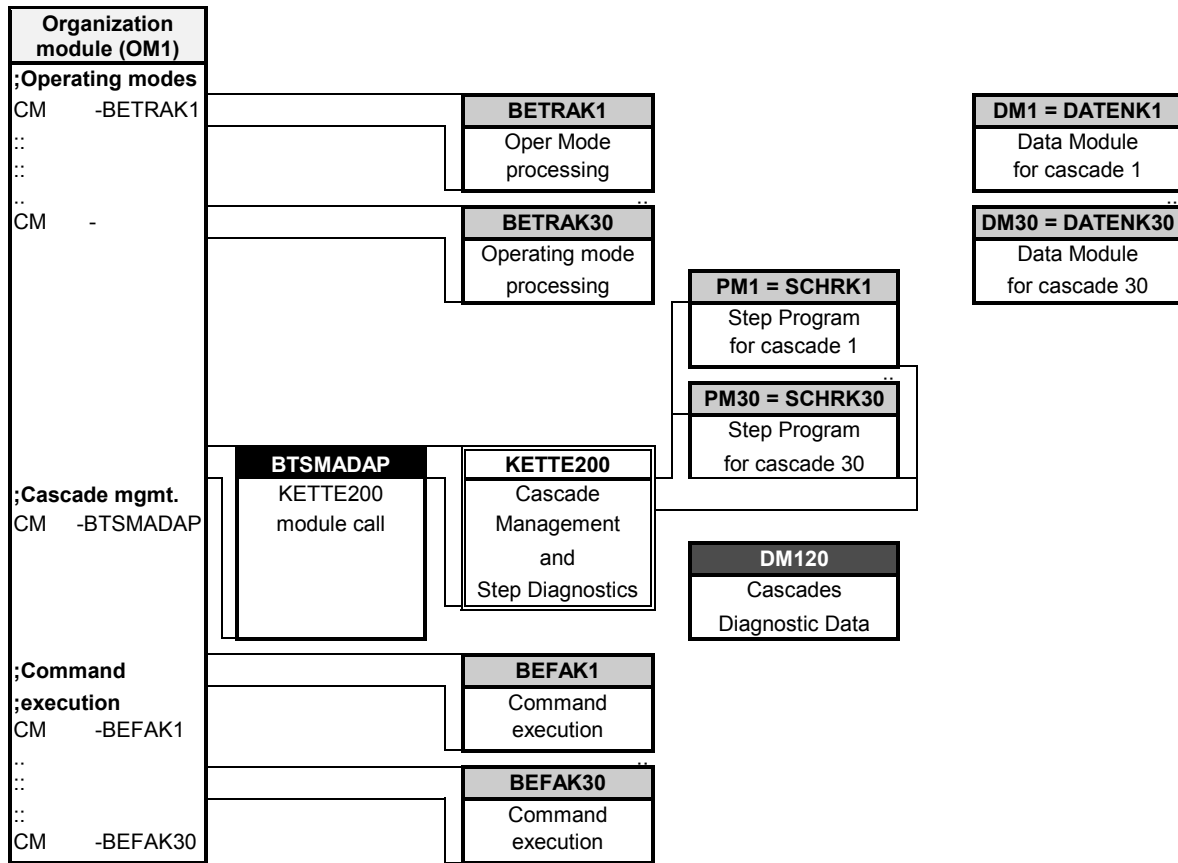 Organization
module (OM1)
;Operating modes
CM -BETRAK1
::
::
..
CM -
;Cascade mgmt.
CM -BTSMADAP
;Command
;execution
CM -BEFAK1
..
::
::
CM -BEFAK30
BETRAK1
Oper Mode
processing
..
BETRAK30
Operating mode
processing
DM1 = DATENK1
Data Module
for cascade 1
..
DM30 = DATENK30
Data Module
for cascade 30
PM1 = SCHRK1
Step Program
for cascade 1
..
PM30 = SCHRK30
Step Program
for cascade 30
BTSMADAP
KETTE200
module call
KETTE200
Cascade
Management
and
Step Diagnostics
DM120
Cascades
Diagnostic Data
BEFAK1
Command
execution
..
BEFAK30
Command
execution